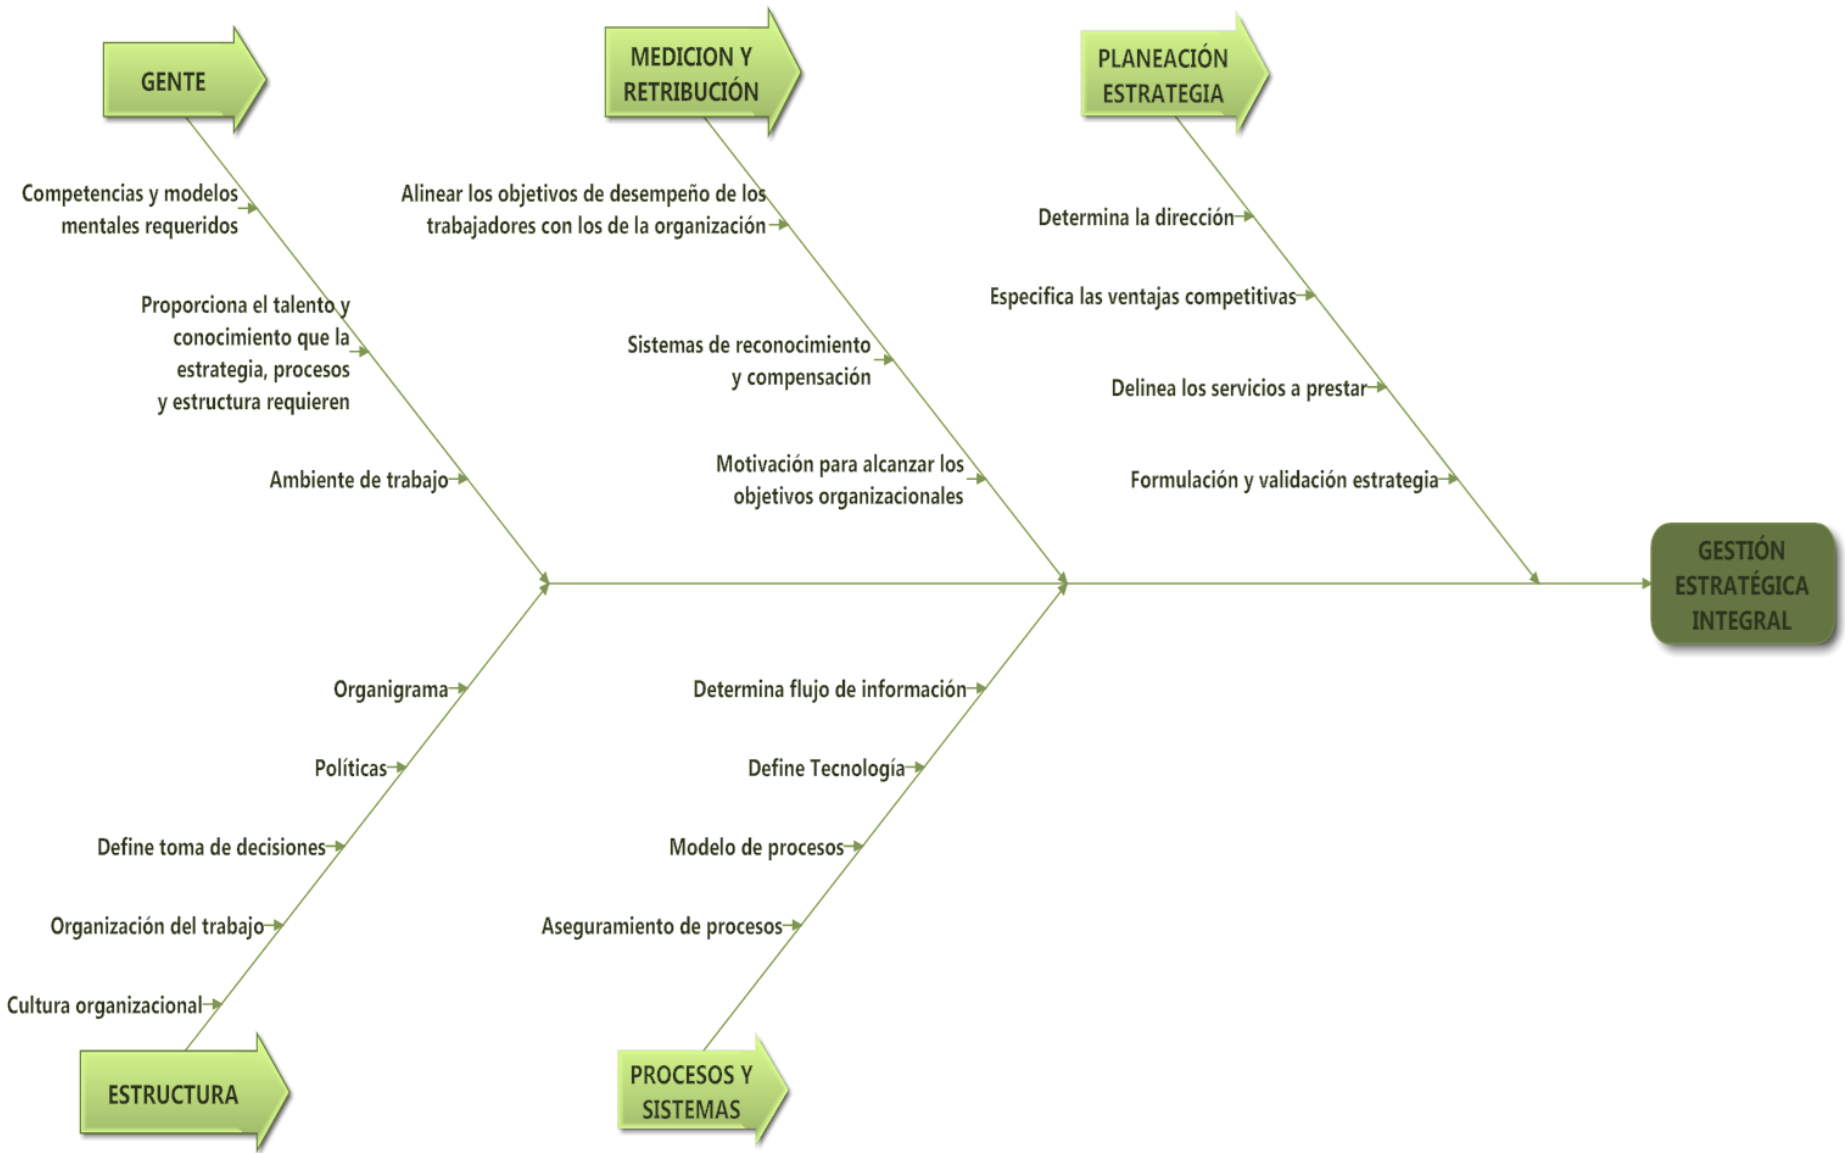 GENTE
MEDICION Y
RETRIBUCIÓN
PLANEACIÓN
ESTRATEGIA
Competencias y modelos
mentales requeridos
Proporciona el talento y
conocimiento que la
estrategia, procesos
y estructura requieren
Ambiente de trabajo
Alinear los objetivos de desempeño de los
trabajadores con los de la organización
Sistemas de reconocimiento
y compensación
Motivación para alcanzar los
objetivos organizacionales
Determina la dirección
Especifica las ventajas competitivas
Delinea los servicios a prestar
Formulación y validación estrategia
GESTIÓN
ESTRATÉGICA
INTEGRAL
Organigrama
Políticas
Define toma de decisiones
Organización del trabajo
Cultura organizacional
Determina flujo de información
Define Tecnología
Modelo de procesos
Aseguramiento de procesos
ESTRUCTURA
PROCESOS Y
SISTEMAS